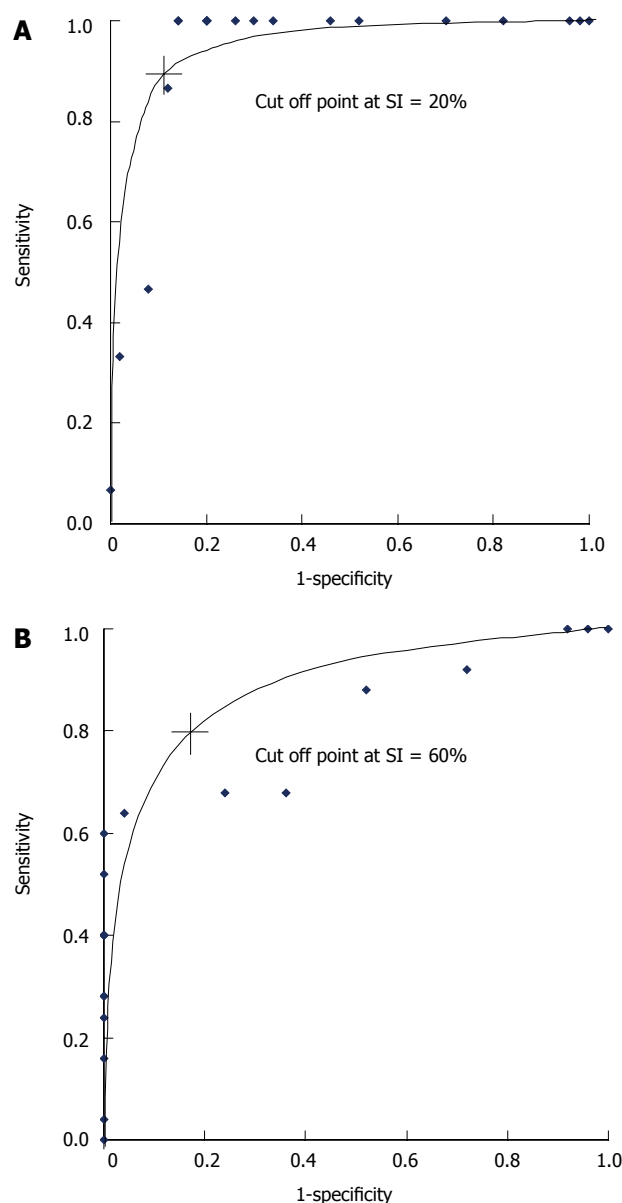 A
1.0
0.8
0.6
0.4
0.2
0.0
Sensitivity
Cut off point at SI = 20%
0 0.2 0.4 0.6 0.8 1.0
1-specificity
B
1.0
0.8
0.6
0.4
0.2
0.0
Sensitivity
Cut off point at SI = 60%
0 0.2 0.4 0.6 0.8 1.0
1-specificity